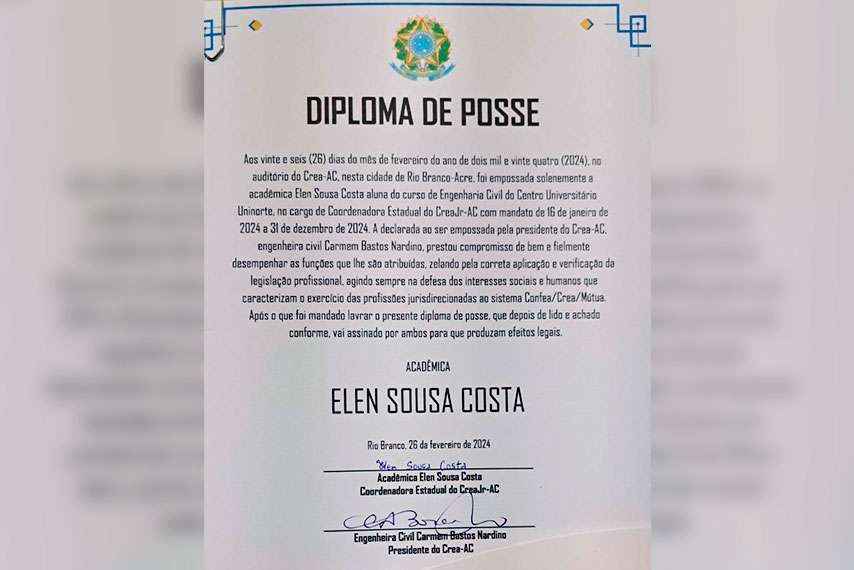 DIPLOMA DE POSSE
Aos vinte e seis (26) dias do mês de fevereiro do ano de dois mil e vinte quatro (2024), no
auditório do Crea-AC, nesta cidade de Rio Branco-Acre, foi empossada solenemente a
acadêmica Elen Sousa Costa aluna do curso de Engenharia Civil do Centro Universitário
Uninorte, no cargo de Coordenadora Estadual do CreaJr-AC com mandato de 16 de janeiro de
2024 a 31 de dezembro de 2024. A declarada ao ser empossada pela presidente do Crea-AC,
engenheira civil Carmem Bastos Nardino, prestou compromisso de bem e fielmente
desempenhar as funções que lhe são atribuídas, zelando pela correta aplicação e verificação da
legislação profissional, agindo sempre na defesa dos interesses sociais e humanos que
caracterizam o exercício das profissões jurisdirecionadas ao sistema Confea/Crea/Mútua.
Após o que foi mandado lavrar o presente diploma de posse, que depois de lido e achado
conforme, vai assinado por ambos para que produzam efeitos legais.
ACADÊMICA
ELEN SOUSA COSTA
Rio Branco, 26 da fevereiro de 2024
Elen Sousa Costa
Acadêmica Elen Sousa Costa
Coordenadora Estadual do CreaJr-AC
Engenheira Civil Carmem Bastos Nardino
Presidente do Crea-AC